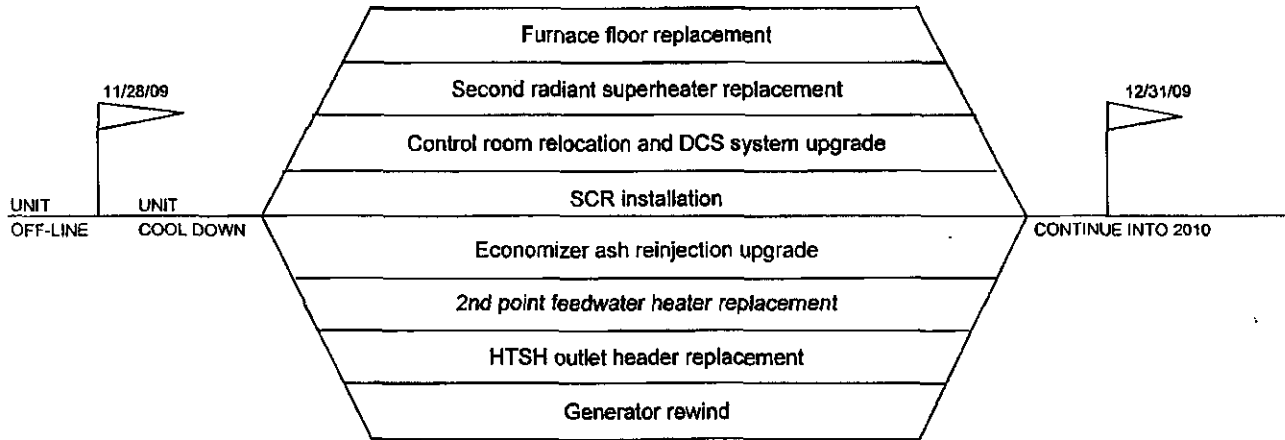 Furnace floor replacement
Second radiant superheater replacement
11/28/09
12/31/09
Control room relocation and DCS system upgrade
SCR installation
UNIT UNIT
OFF-LINE COOL DOWN
CONTINUE INTO 2010
Economizer ash reinjection upgrade
2nd point feedwater heater replacement
HTSH outlet header replacement
Generator rewind